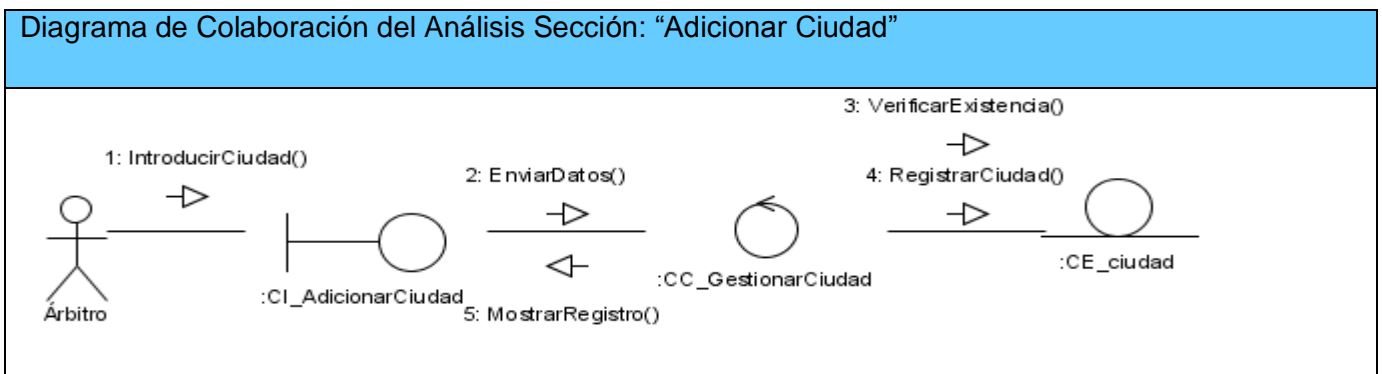 Diagrama de Colaboración del Análisis Sección: “Adicionar Ciudad”
3: VerificarExistencia()
1: IntroducirCiudad()
2: EnviarDatos()
4: RegistrarCiudad()
:CI_AdicionarCiudad
:CC_GestionarCiudad
:CE_ciudad
Árbitro
5: MostrarRegistro()